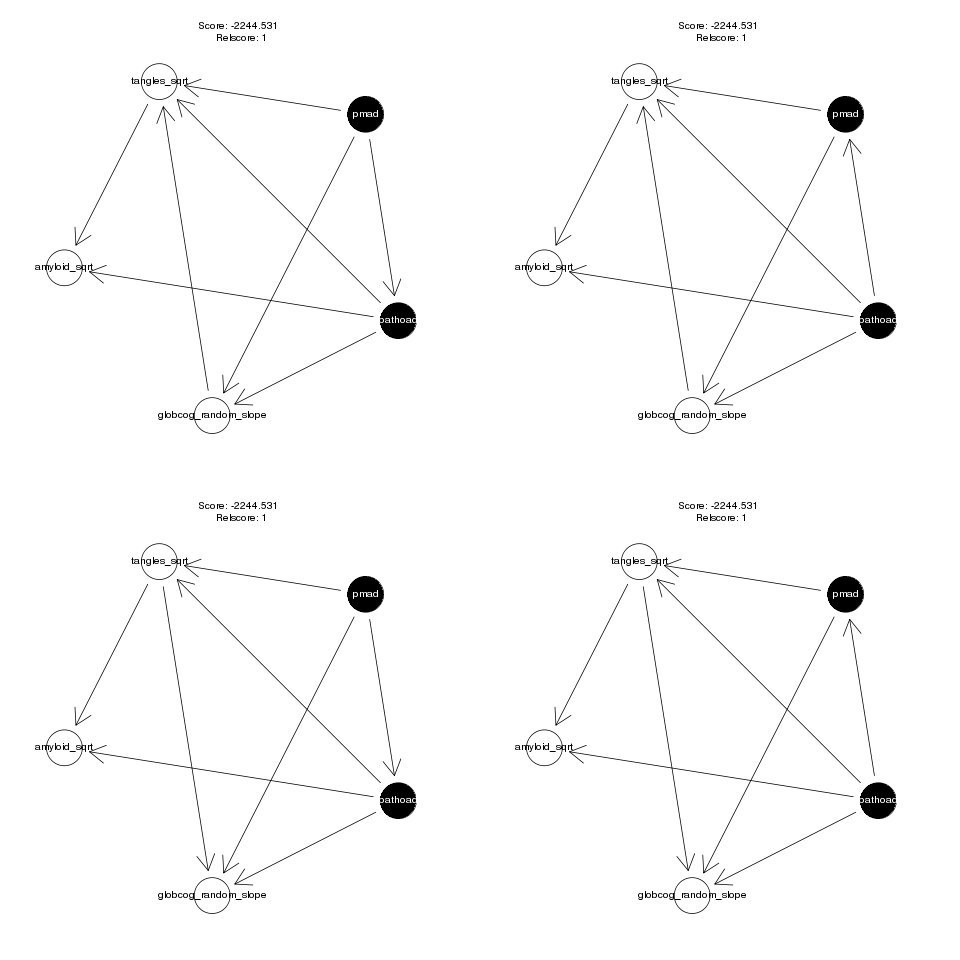 Score: -2244.531
Relscore: 1
tangles_sqrt
pmad
amyloid_sqrt
pathoad
globcog_random_slope
Score: -2244.531
Relscore: 1
tangles_sqrt
pmad
amyloid_sqrt
pathoad
globcog_random_slope
Score: -2244.531
Relscore: 1
tangles_sqrt
pmad
amyloid_sqrt
pathoad
globcog_random_slope
Score: -2244.531
Relscore: 1
tangles_sqrt
pmad
amyloid_sqrt
pathoad
globcog_random_slope